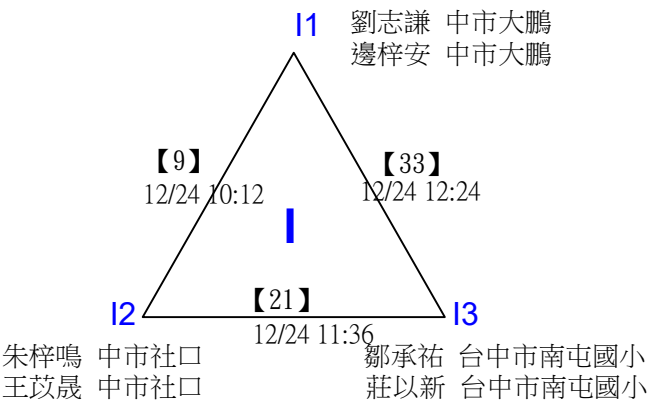 I1
劉志謙 中市大鵬
邊梓安 中市大鵬
【9】
12/24 10:12
【33】
12/24 12:24
I
【21】
12/24 11:36
I2
I3
朱梓鳴 中市社口
王苡晟 中市社口
鄒承祐 台中市南屯國小
莊以新 台中市南屯國小